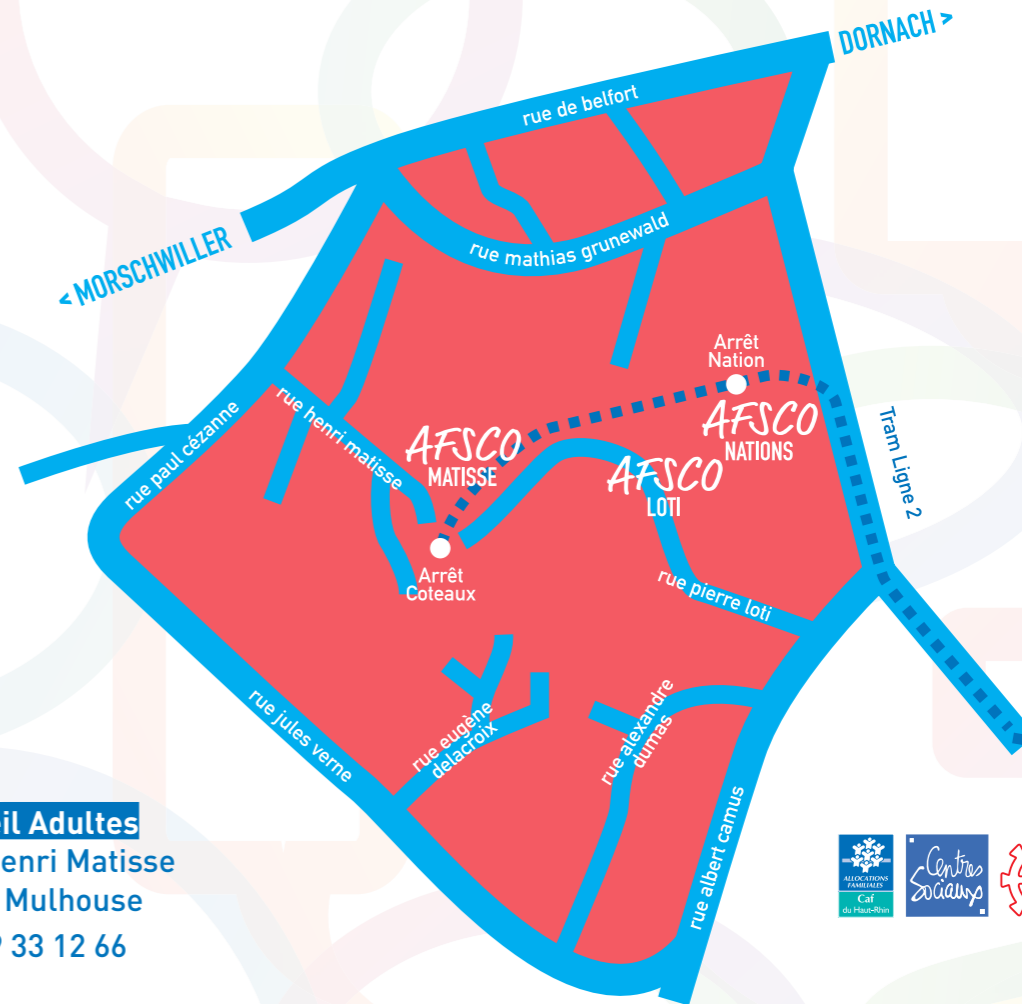 DORNACH >
rue de belfort
rue mathias grunewald
< MORSCHWILLER
Arrêt
Nation
AFSCO
NATIONS
rue henri matisse
AFSCO
MATISSE
rue paul cézanne
AFSCO
LOTI
Tram Ligne 2
Arrêt
Coteaux
rue pierre loti
rue jules verne
rue eugène
delacroix
rue alexandre
dumas
rue albert camus
Adultes
Henri Matisse
Mulhouse
33 12 66
ALLOCATIONS
FAMILIALES
Caf
du Haut-Rhin
Centres
Sociaux